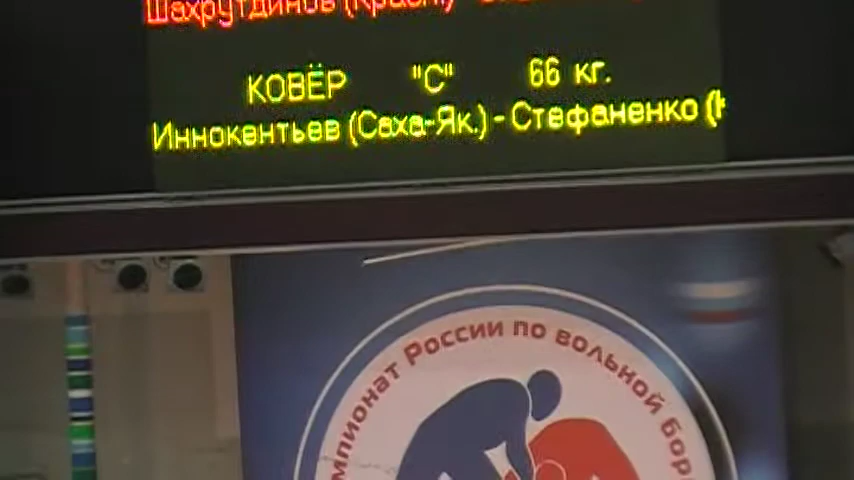 Шахрутдинов (Красн.) -
КОВЁР "С" 66 кг.
Иннокентьев (Саха-Як.) - Стефаненко (
мпионат России по вольной бор